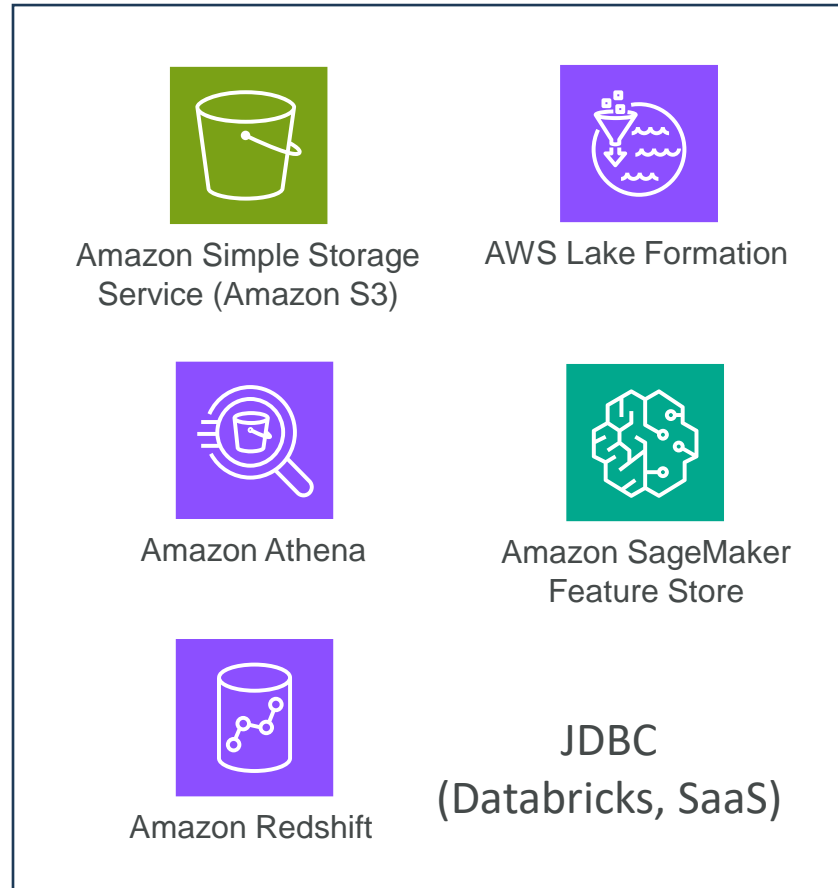 Amazon Simple Storage
Service (Amazon S3)
AWS Lake Formation
Amazon Athena
Amazon SageMaker
Feature Store
Amazon Redshift
JDBC
(Databricks, SaaS)